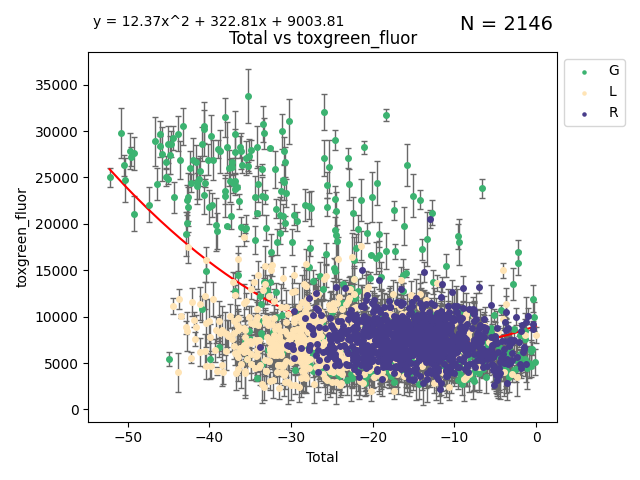 y = 12.37x^2 + 322.81x + 9003.81
N = 2146
Total vs toxgreen_fluor
G
L
R
toxgreen_fluor
35000
30000
25000
20000
15000
10000
5000
0
−50
−40
−30
−20
−10
0
Total